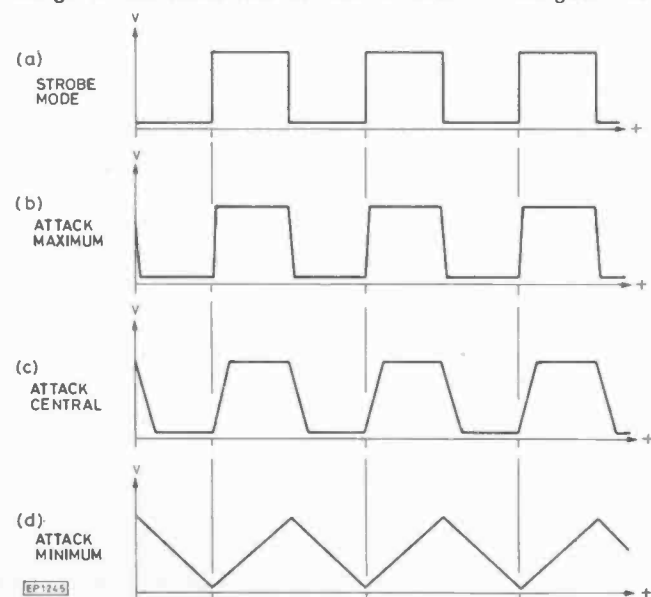 V
(a)
STROBE
MODE
t
V
(b)
ATTACK
MAXIMUM
t
V
(c)
ATTACK
CENTRAL
t
V
(d)
ATTACK
MINIMUM
EP1245
t